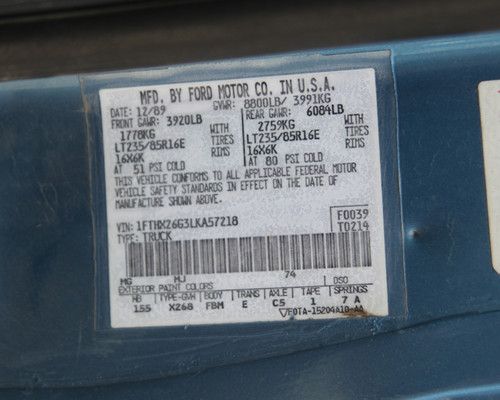 MFD. BY FORD MOTOR CO. IN U.S.A.
DATE: 12/89 GVWR: 8800LB/ 3991KG
FRONT GAWR: 3920LB REAR GAWR: 6084LB
1778KG WITH 2759KG WITH
LT235/85R16E TIRES LT235/85R16E TIRES
16X6K RIMS 16X6K RIMS
AT 51 PSI COLD AT 80 PSI COLD
THIS VEHICLE CONFORMS TO ALL APPLICABLE FEDERAL MOTOR
VEHICLE SAFETY STANDARDS IN EFFECT ON THE DATE OF
MANUFACTURE SHOWN ABOVE.
VIN: 1FTHX26G3LKA57218 F0039
TYPE: TRUCK T0214
MG MJ 74
EXTERIOR PAINT COLORS DSO
WB TYPE-GVW BODY TRANS AXLE TAPE SPRINGS
155 X268 FBM E C5 1 7 A
F0TA-15204A10-AA